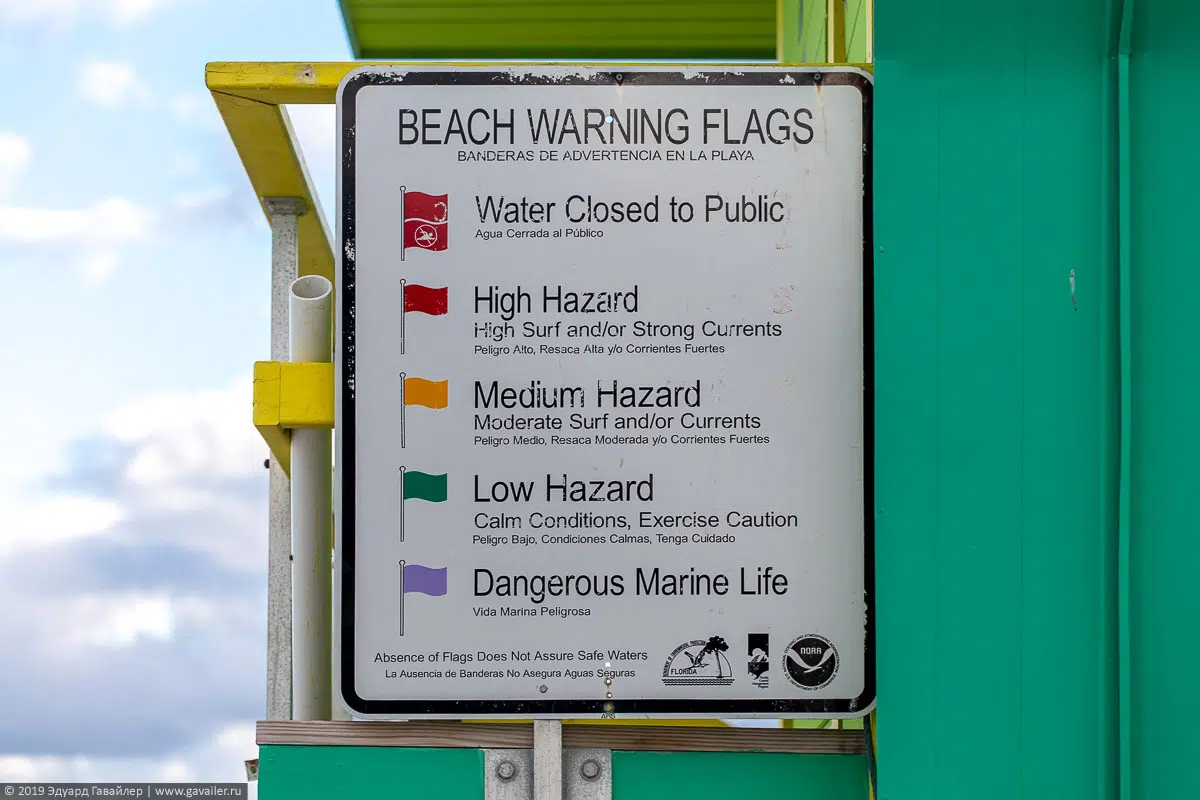 BEACH WARNING FLAGS
BANDERAS DE ADVERTENCIA EN LA PLAYA
Water Closed to Public
Agua Cerrada al Público
High Hazard
High Surf and/or Strong Currents
Peligro Alto, Resaca Alta y/o Corrientes Fuertes
Medium Hazard
Moderate Surf and/or Currents
Peligro Medio, Resaca Moderada y/o Corrientes Fuertes
Low Hazard
Calm Conditions, Exercise Caution
Peligro Bajo, Condiciones Calmas, Tenga Cuidado
Dangerous Marine Life
Vida Marina Peligrosa
Absence of Flags Does Not Assure Safe Waters
La Ausencia de Banderas No Asegura Aguas Seguras
FLORIDA
NOAA
© 2019 Эдуард Гавайлер | www.gavailer.ru